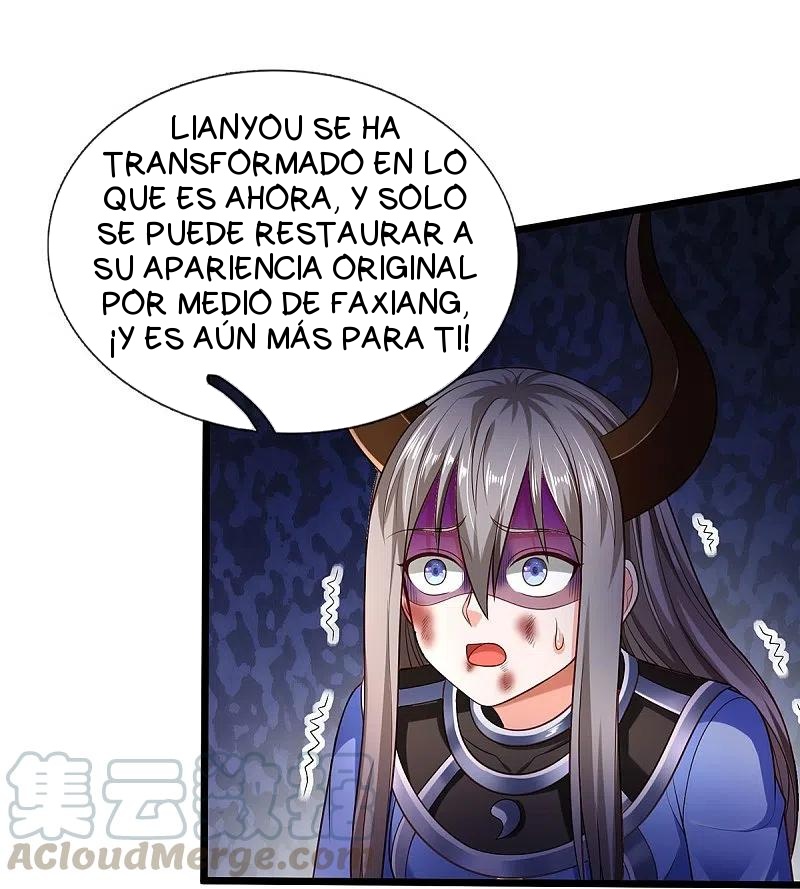 LIANYOU SE HA
TRANSFORMADO EN LO
QUE ES AHORA, Y SOLO
SE PUEDE RESTAURAR A
SU APARIENCIA ORIGINAL
POR MEDIO DE FAXIANG,
¡Y ES AÚN MÁS PARA TI!
集云数据
AcloudMerge.com